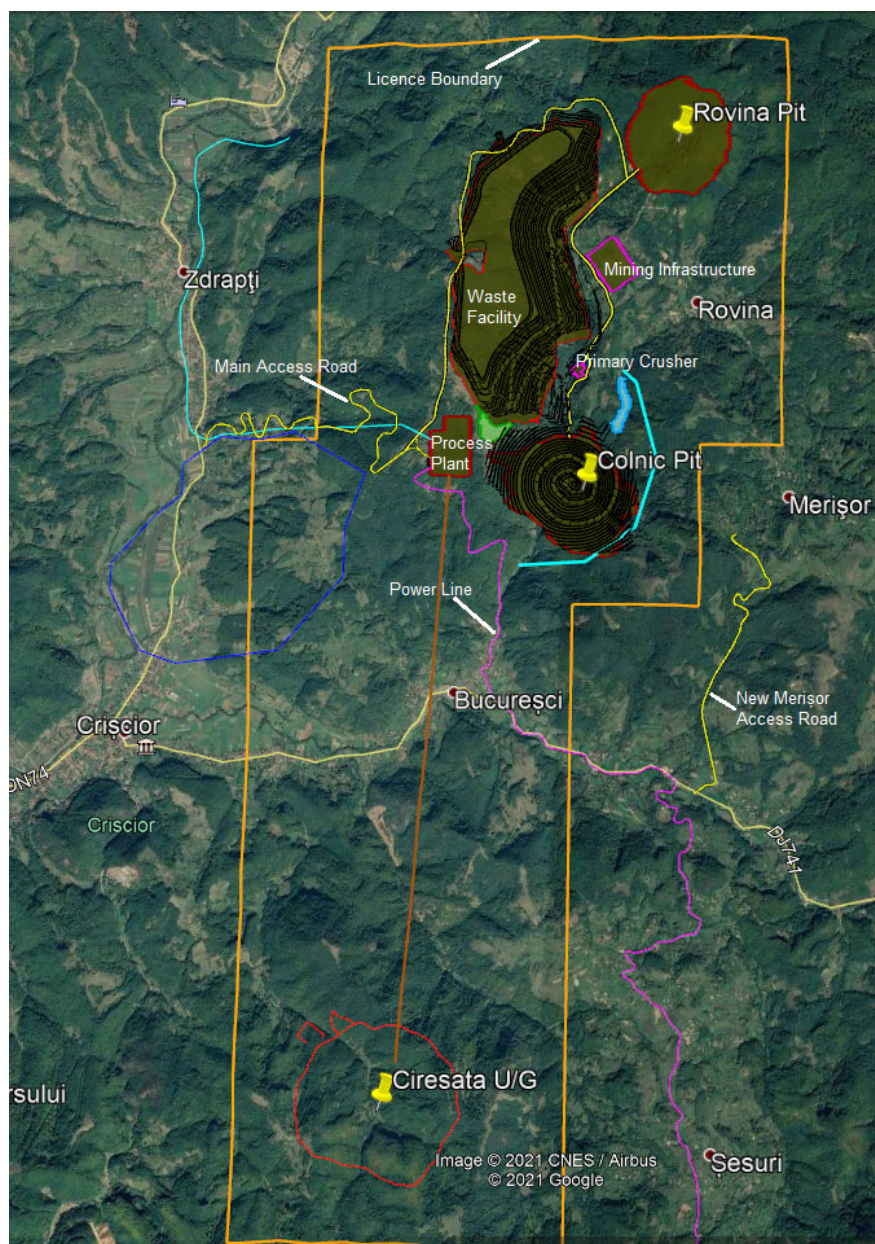 Licence Boundary
Rovina Pit
Zdrapţi
Mining Infrastructure
Waste
Facility
Rovina
Main Access Road
Primary Crusher
Process
Plant
Colnic Pit
Merişor
Power Line
Bucureşci
New Merişor
Access Road
Crişcior
DN74
Criscior
DJ741
Ciresata U/G
rsului
Image © 2021 CNES / Airbus
© 2021 Google
Şesuri